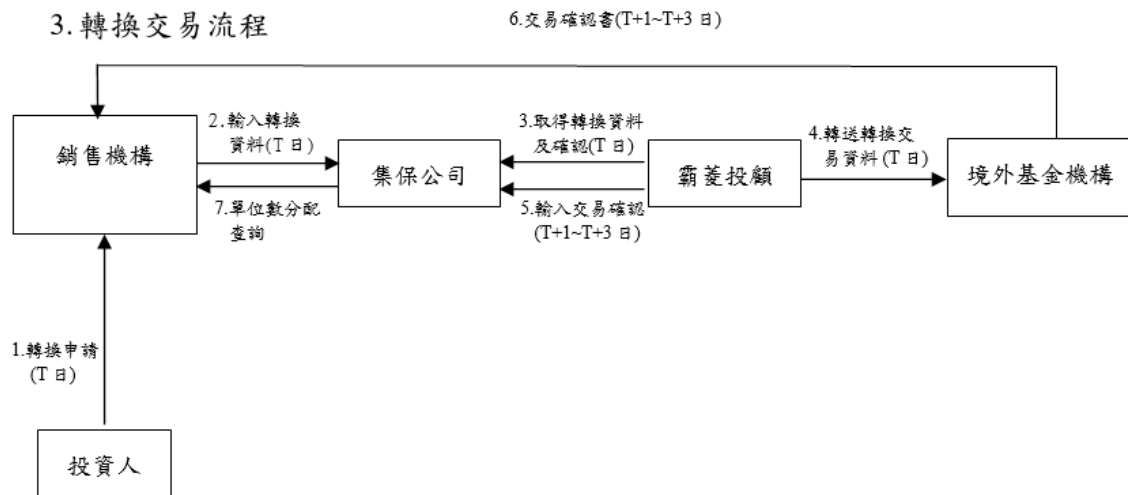 3.轉換交易流程
6.交易確認書(T+1~T+3 日)
銷售機構
2.輸入轉換
資料(T 日)
7.單位數分配
查詢
集保公司
3.取得轉換資料
及確認(T 日)
5.輸入交易確認
(T+1~T+3 日)
霸菱投顧
4.轉送轉換交
易資料(T 日)
境外基金機構
1.轉換申請
(T 日)
投資人